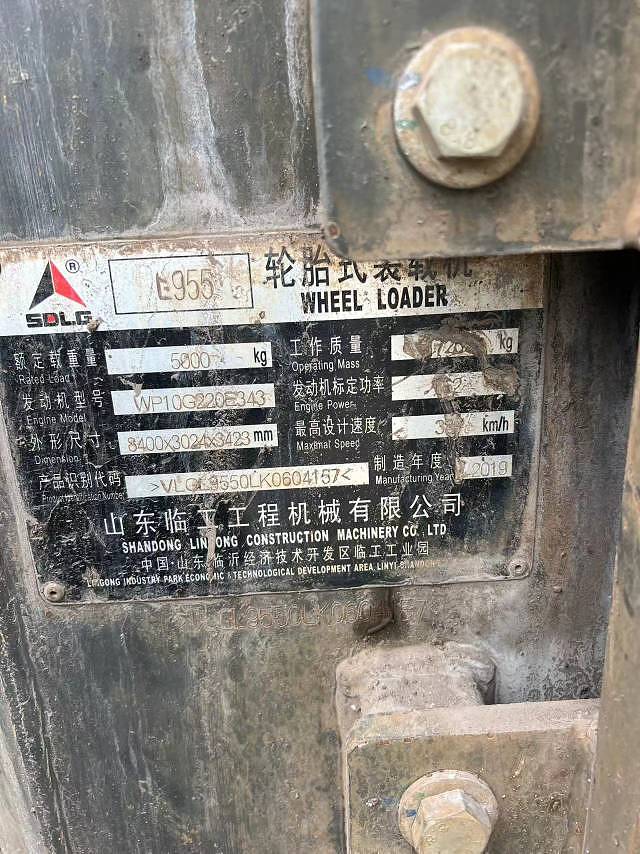 ® L955 轮胎式装载机
SDLG WHEEL LOADER
额定载重量 5000 kg 工作质量 kg
Rated Load Operating Mass
发动机型号 WP10G220E343 发动机标定功率
Engine Model Engine Power
外形尺寸 8400x3024x3423 mm 最高设计速度 km/h
Dimension Maximal Speed
产品识别代码 >VLGL9550LK0604157< 制造年度 2019
Product Identification Number Manufacturing Year
山东临工工程机械有限公司
SHANDONG LINGONG CONSTRUCTION MACHINERY CO., LTD
中国·山东·临沂经济技术开发区临工工业园
LINGONG INDUSTRY PARK ECONOMIC & TECHNOLOGICAL DEVELOPMENT AREA, LINYI SHANDONG